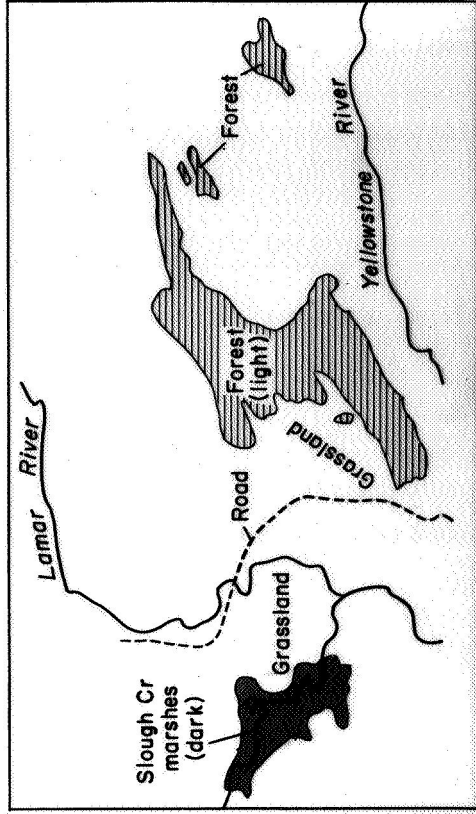 Lamar River
Slough Cr
marshes
(dark)
Road
Grassland
Grassland
Forest
(light)
Forest
Yellowstone River